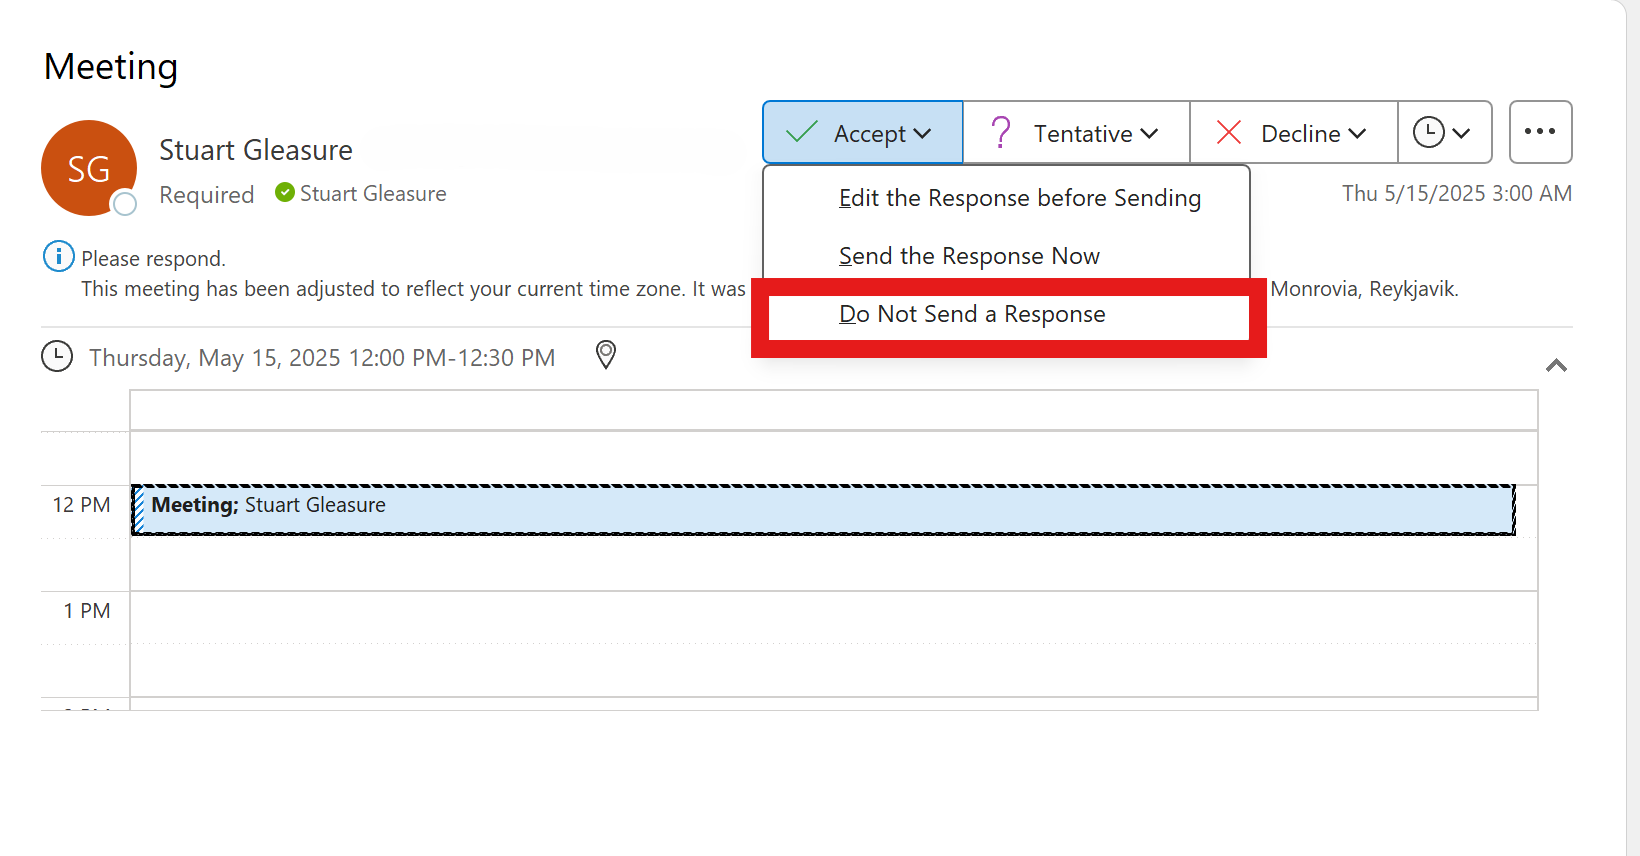 Meeting
SG
Stuart Gleasure
Required Stuart Gleasure
Accept Tentative Decline
Thu 5/15/2025 3:00 AM
Edit the Response before Sending
Send the Response Now
Do Not Send a Response
Please respond.
This meeting has been adjusted to reflect your current time zone. It was Monrovia, Reykjavik.
Thursday, May 15, 2025 12:00 PM-12:30 PM
12 PM Meeting; Stuart Gleasure
1 PM